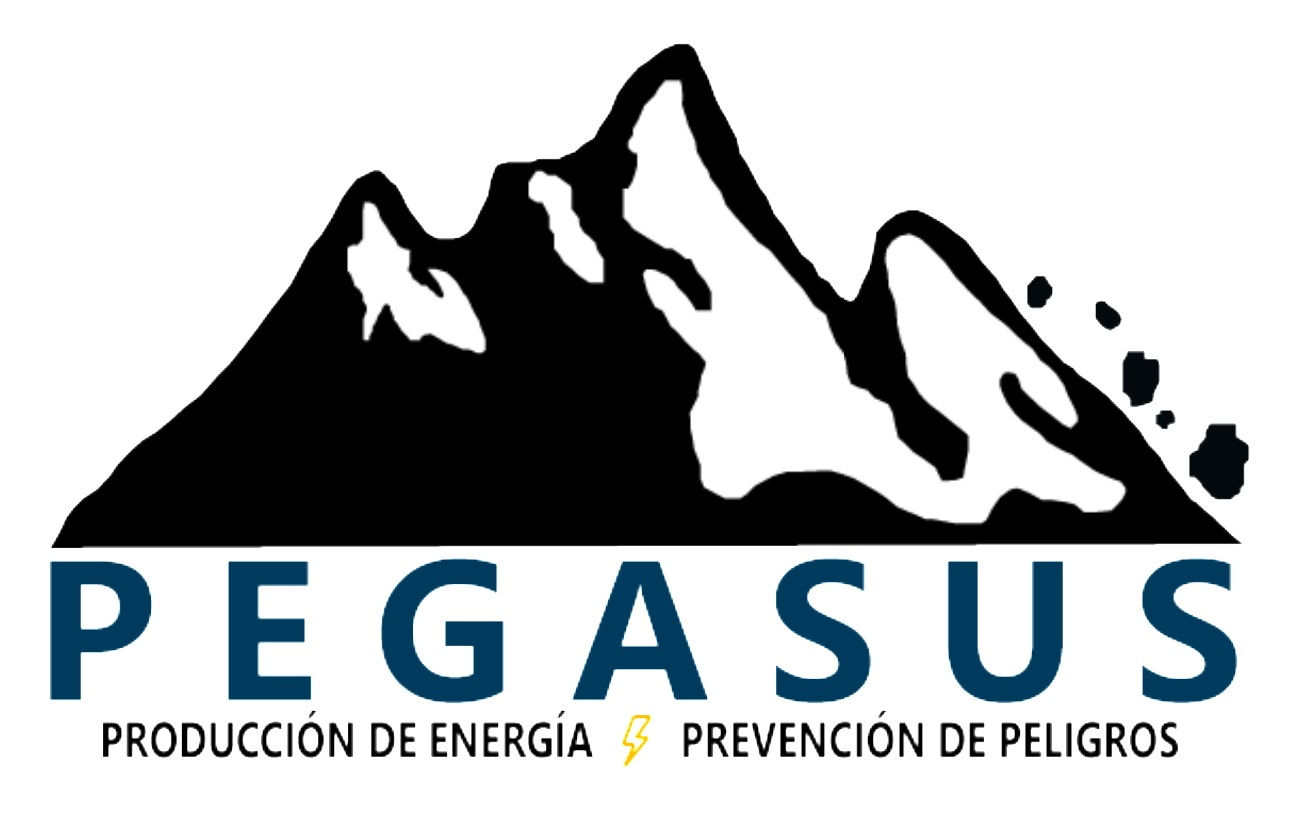 PEGASUS
PRODUCCIÓN DE ENERGÍA PREVENCIÓN DE PELIGROS